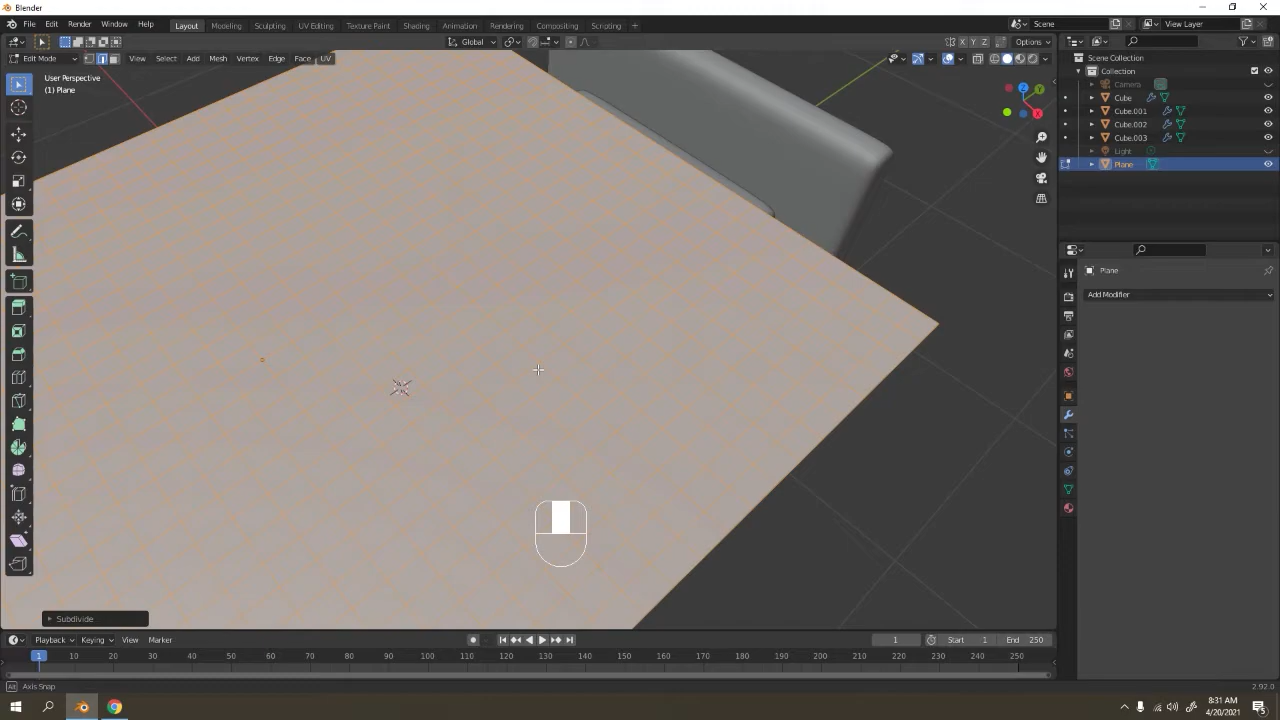 Blender
File Edit Render Window Help
Layout Modeling Sculpting UV Editing Texture Paint Shading Animation Rendering Compositing Scripting +
Scene
View Layer
Global
X Y Z
Options
Edit Mode
View Select Add Mesh Vertex Edge Face UV
User Perspective
(1) Plane
Z
Y
X
Scene Collection
Collection
Camera
Cube
Cube.001
Cube.002
Cube.003
Light
Plane
Plane
Add Modifier
Subdivide
Playback Keying View Marker
1 Start 1 End 250
1 10 20 30 40 50 60 70 80 90 100 110 120 130 140 150 160 170 180 190 200 210 220 230 240 250
Alt Axis Snap
2.92.0
8:31 AM
4/20/2021
5